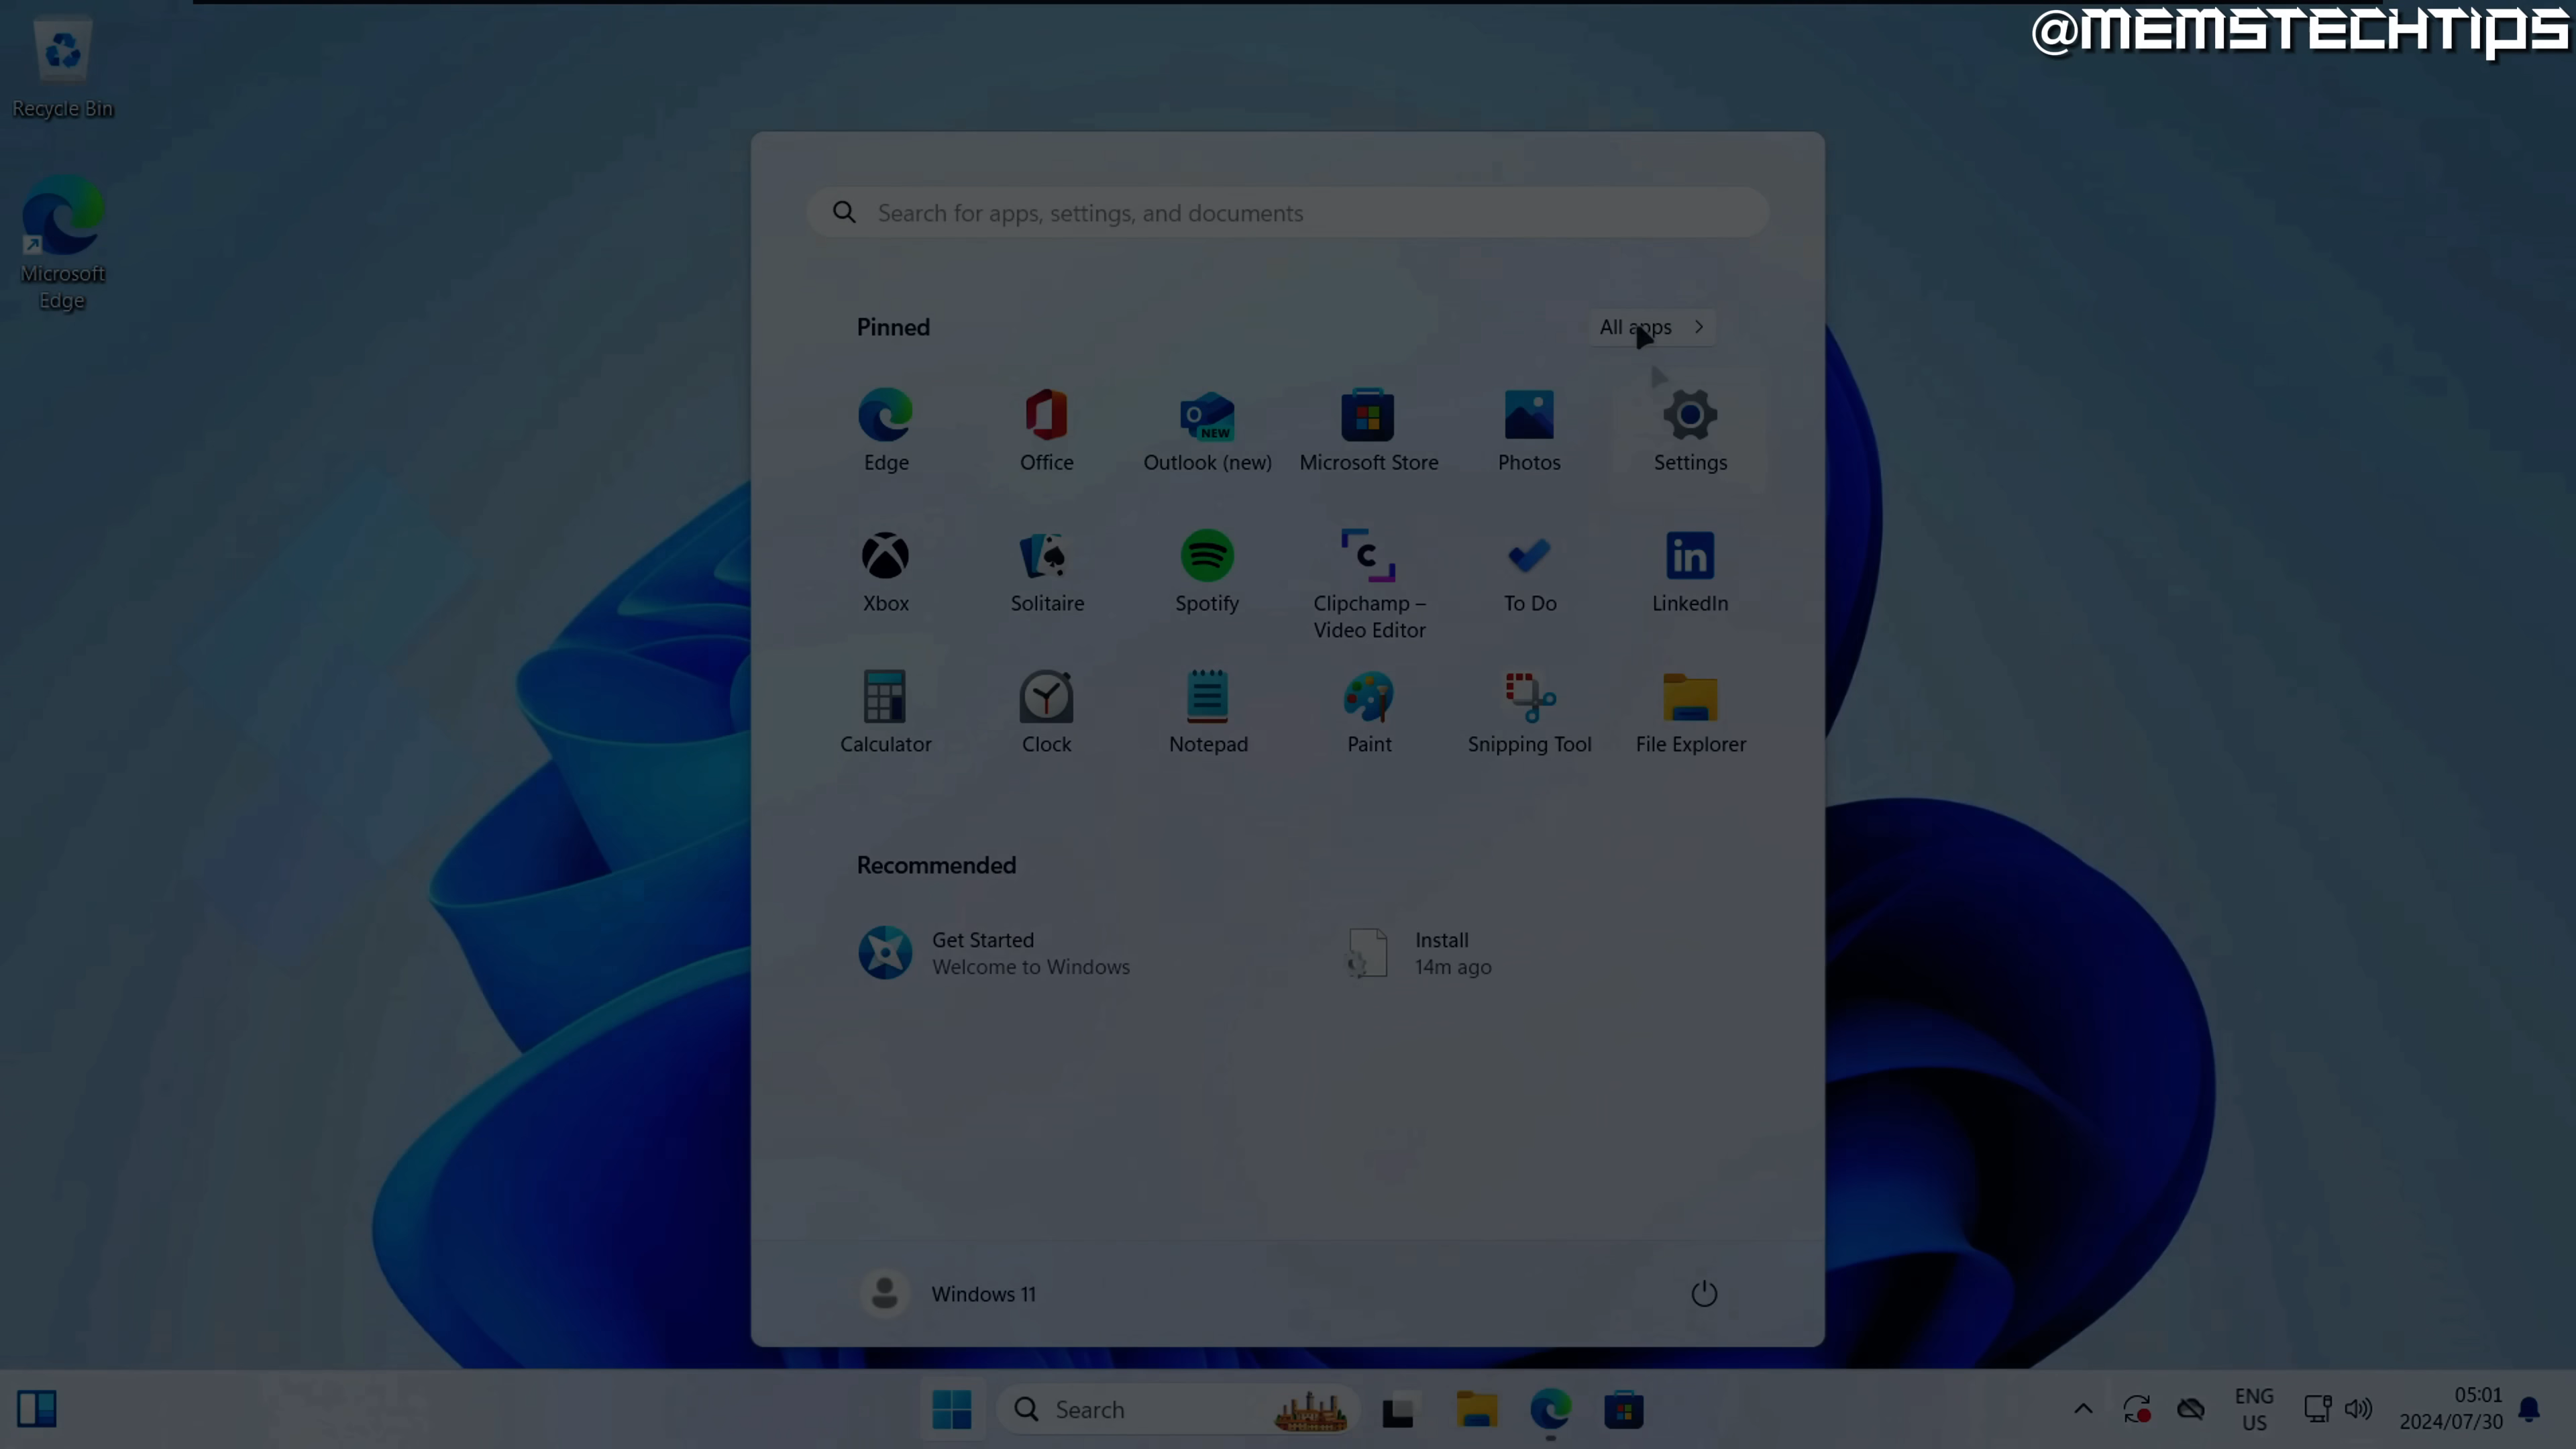 @MEMSTECHTIPS
Recycle Bin
Microsoft
Edge
Search for apps, settings, and documents
Pinned
All apps
Edge
Office
NEW
Outlook (new)
Microsoft Store
Photos
Settings
Xbox
Solitaire
Spotify
Clipchamp –
Video Editor
To Do
LinkedIn
Calculator
Clock
Notepad
Paint
Snipping Tool
File Explorer
Recommended
Get Started
Welcome to Windows
Install
14m ago
Windows 11
Search
ENG
US
05:01
2024/07/30